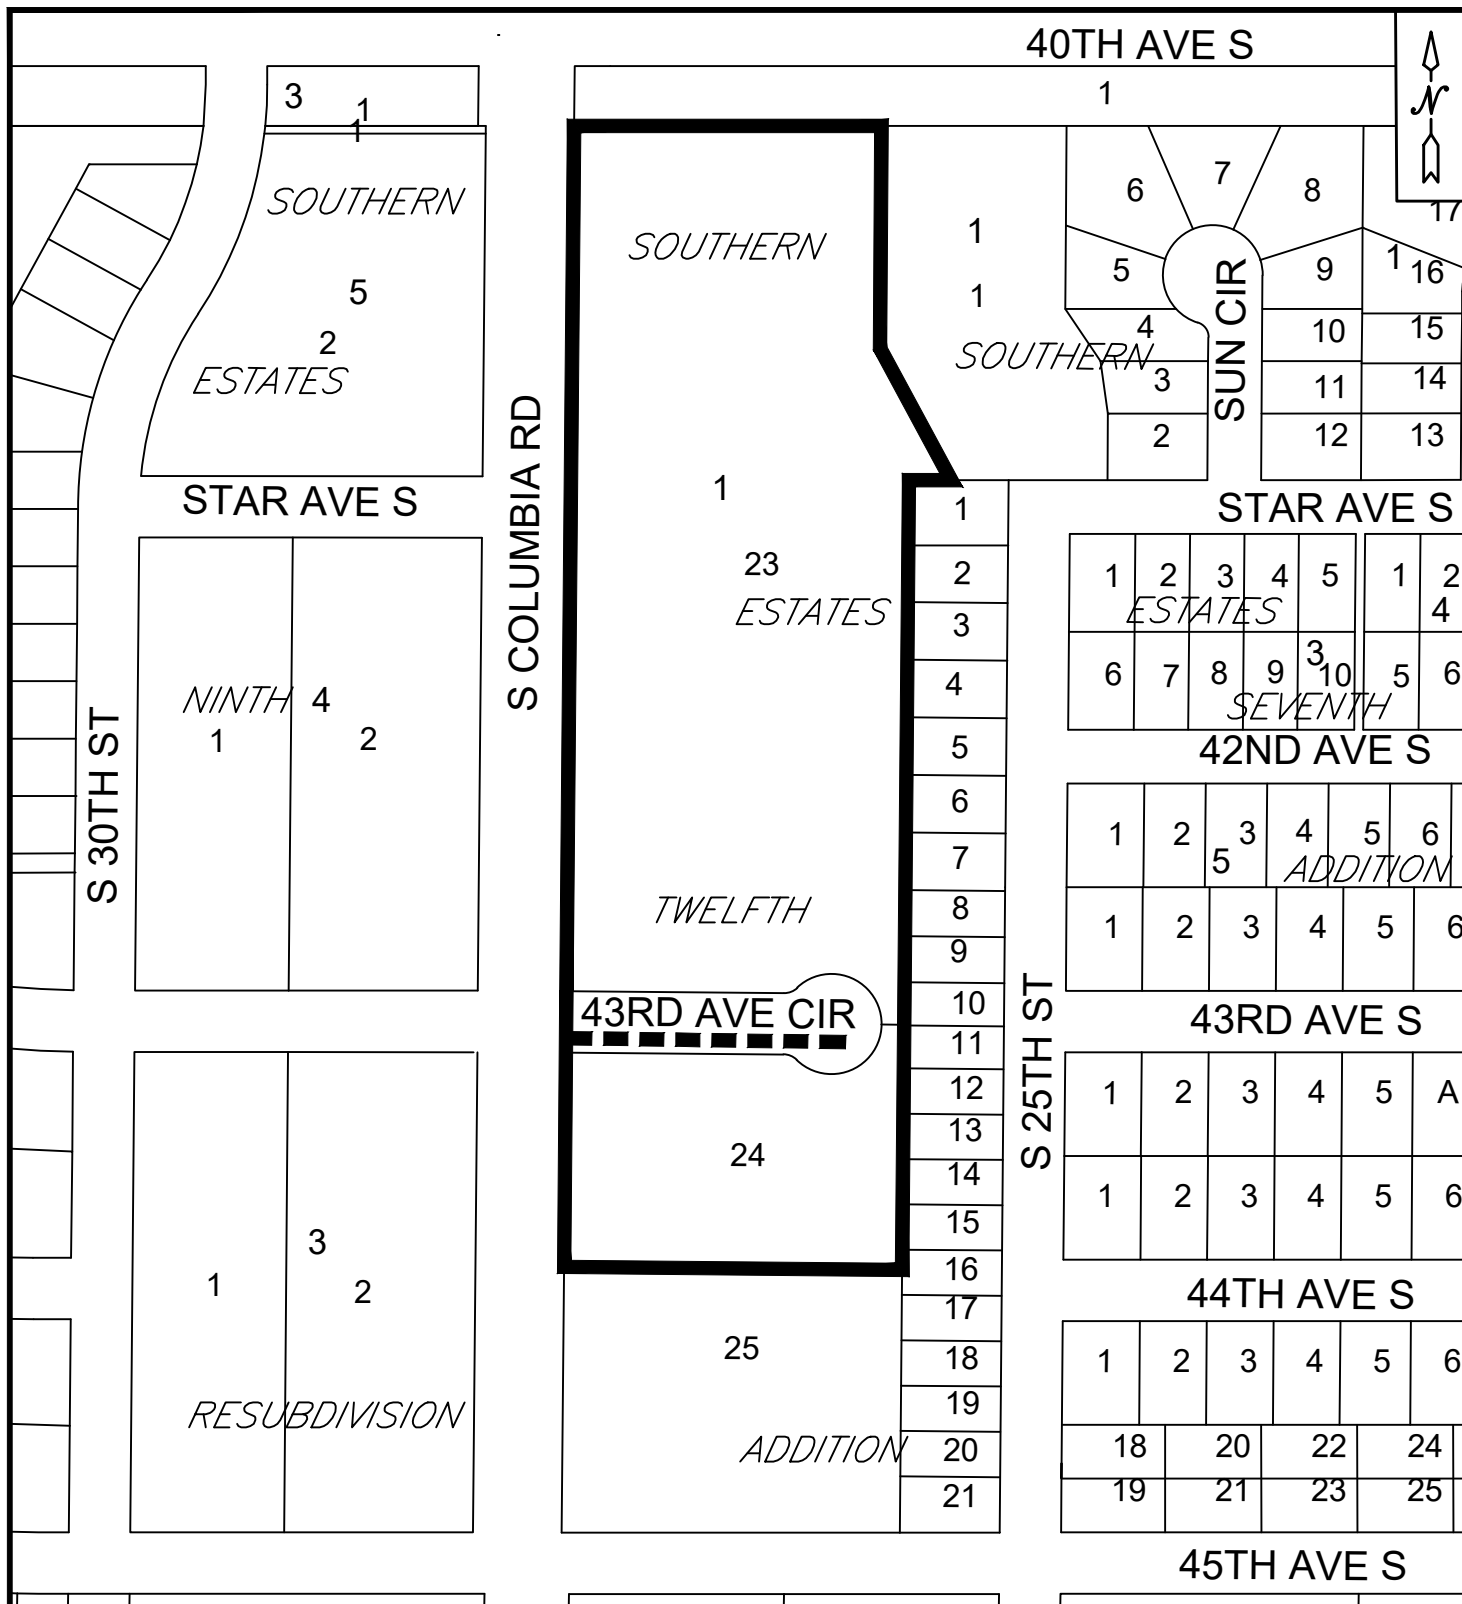 40TH AVE S
N
3
1
1
1
SOUTHERN
5
2
ESTATES
STAR AVE S
NINTH
4
1
2
S 30TH ST
3
1
2
RESUBDIVISION
S COLUMBIA RD
SOUTHERN
1
23
ESTATES
TWELFTH
43RD AVE CIR
24
25
ADDITION
1
1
SOUTHERN
6
7
8
5
9
4
10
3
11
2
12
SUN CIR
17
1
16
15
14
13
STAR AVE S
1
2
3
4
5
6
7
8
9
10
11
12
13
14
15
16
17
18
19
20
21
S 25TH ST
1 2 3 4 5 1 2
ESTATES
4
3
6 7 8 9 10 5 6
SEVENTH
42ND AVE S
1 2 3 4 5 6
5
ADDITION
1 2 3 4 5 6
43RD AVE S
1 2 3 4 5 A
1 2 3 4 5 6
44TH AVE S
1 2 3 4 5 6
18 20 22 24
19 21 23 25
45TH AVE S